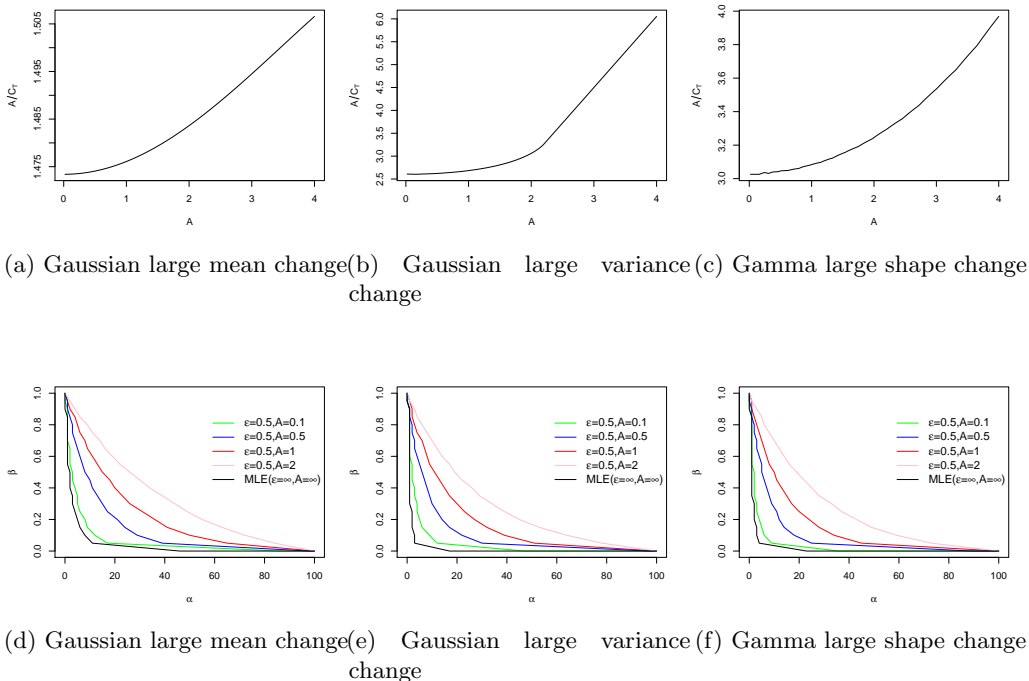 1.505
1.495
1.485
1.475
A/C_T
0 1 2 3 4
A
6.0
5.5
5.0
4.5
4.0
3.5
3.0
2.5
A/C_T
0 1 2 3 4
A
4.0
3.8
3.6
3.4
3.2
3.0
A/C_T
0 1 2 3 4
A
(a) Gaussian large mean change
(b) Gaussian large variance
change
(c) Gamma large shape change
1.0
0.8
0.6
0.4
0.2
0.0
β
ε=0.5,A=0.1
ε=0.5,A=0.5
ε=0.5,A=1
ε=0.5,A=2
MLE(ε=∞,A=∞)
0 20 40 60 80 100
α
1.0
0.8
0.6
0.4
0.2
0.0
β
ε=0.5,A=0.1
ε=0.5,A=0.5
ε=0.5,A=1
ε=0.5,A=2
MLE(ε=∞,A=∞)
0 20 40 60 80 100
α
1.0
0.8
0.6
0.4
0.2
0.0
β
ε=0.5,A=0.1
ε=0.5,A=0.5
ε=0.5,A=1
ε=0.5,A=2
MLE(ε=∞,A=∞)
0 20 40 60 80 100
α
(d) Gaussian large mean change
(e) Gaussian large variance
change
(f) Gamma large shape change